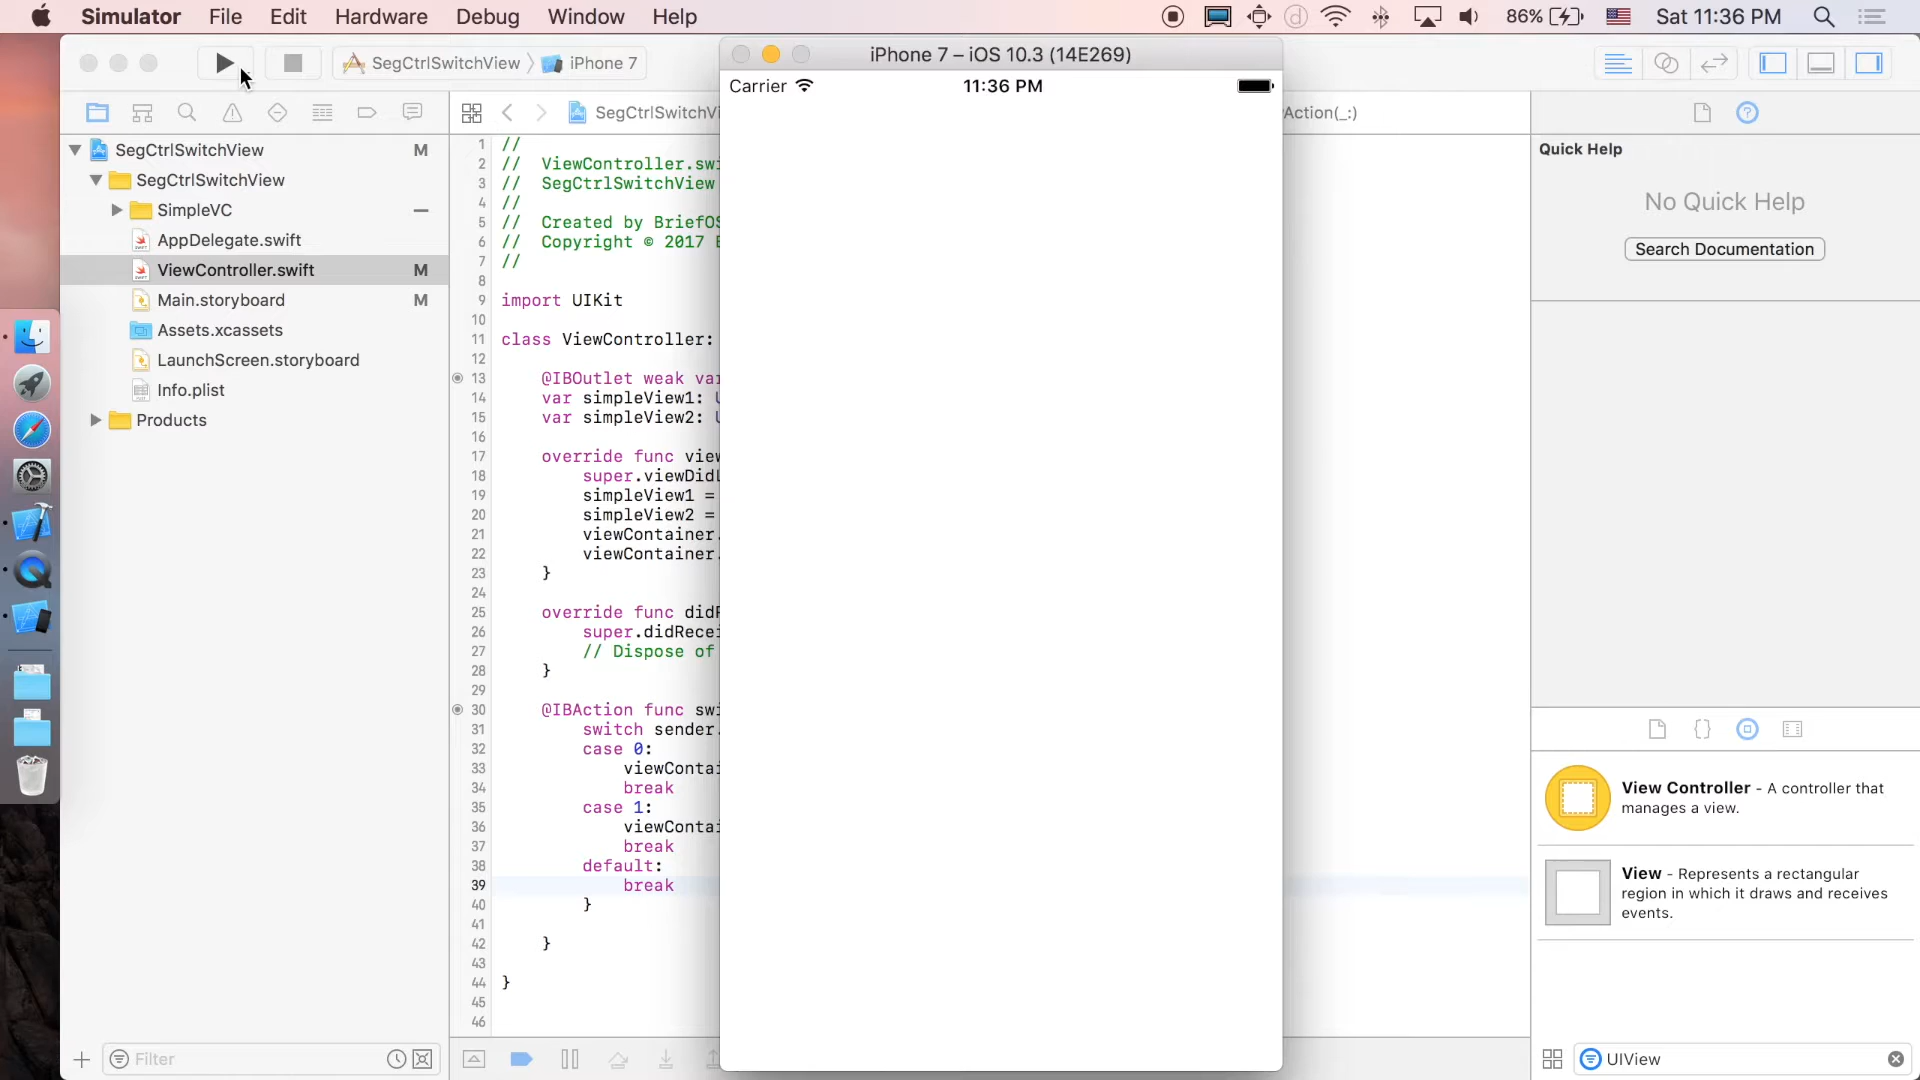 Simulator File Edit Hardware Debug Window Help 86% Sat 11:36 PM
SegCtrlSwitchView iPhone 7
iPhone 7 – iOS 10.3 (14E269)
Carrier 11:36 PM
SegCtrlSwitchVi
Action(_:)
SegCtrlSwitchView M
SegCtrlSwitchView
SimpleVC
AppDelegate.swift
ViewController.swift M
Main.storyboard M
Assets.xcassets
LaunchScreen.storyboard
Info.plist
Products
Filter
1 //
2 // ViewController.swi
3 // SegCtrlSwitchView
4 //
5 // Created by BriefOS
6 // Copyright © 2017
7 //
8
9 import UIKit
10
11 class ViewController:
12
13 @IBOutlet weak var
14 var simpleView1:
15 var simpleView2:
16
17 override func view
18 super.viewDidL
19 simpleView1 =
20 simpleView2 =
21 viewContainer.
22 viewContainer.
23 }
24
25 override func didR
26 super.didRecei
27 // Dispose of
28 }
29
30 @IBAction func swi
31 switch sender.
32 case 0:
33 viewContai
34 break
35 case 1:
36 viewContai
37 break
38 default:
39 break
40 }
41
42 }
43
44 }
45
46
Quick Help
No Quick Help
Search Documentation
View Controller - A controller that
manages a view.
View - Represents a rectangular
region in which it draws and receives
events.
UIView